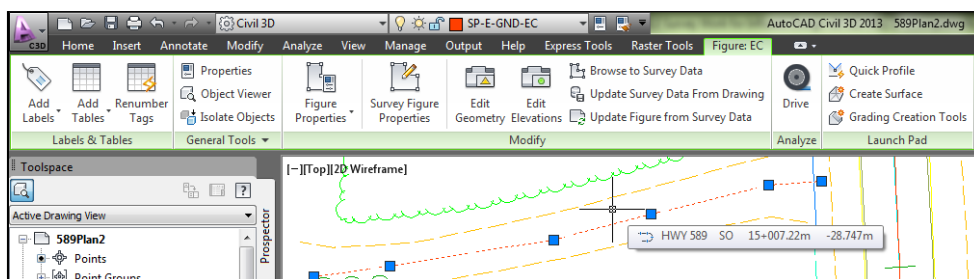 Civil 3D SP-E-GND-EC AutoCAD Civil 3D 2013 589Plan2.dwg
C3D Home Insert Annotate Modify Analyze View Manage Output Help Express Tools Raster Tools Figure: EC
Add Labels
Add Tables
Renumber Tags
Properties
Object Viewer
Isolate Objects
Figure Properties
Survey Figure Properties
Edit Geometry
Edit Elevations
Browse to Survey Data
Update Survey Data From Drawing
Update Figure from Survey Data
Drive
Quick Profile
Create Surface
Grading Creation Tools
Labels & Tables General Tools Modify Analyze Launch Pad
Toolspace
Active Drawing View
589Plan2
Points
Point Groups
Prospector
[−][Top][2D Wireframe]
HWY 589 SO 15+007.22m -28.747m